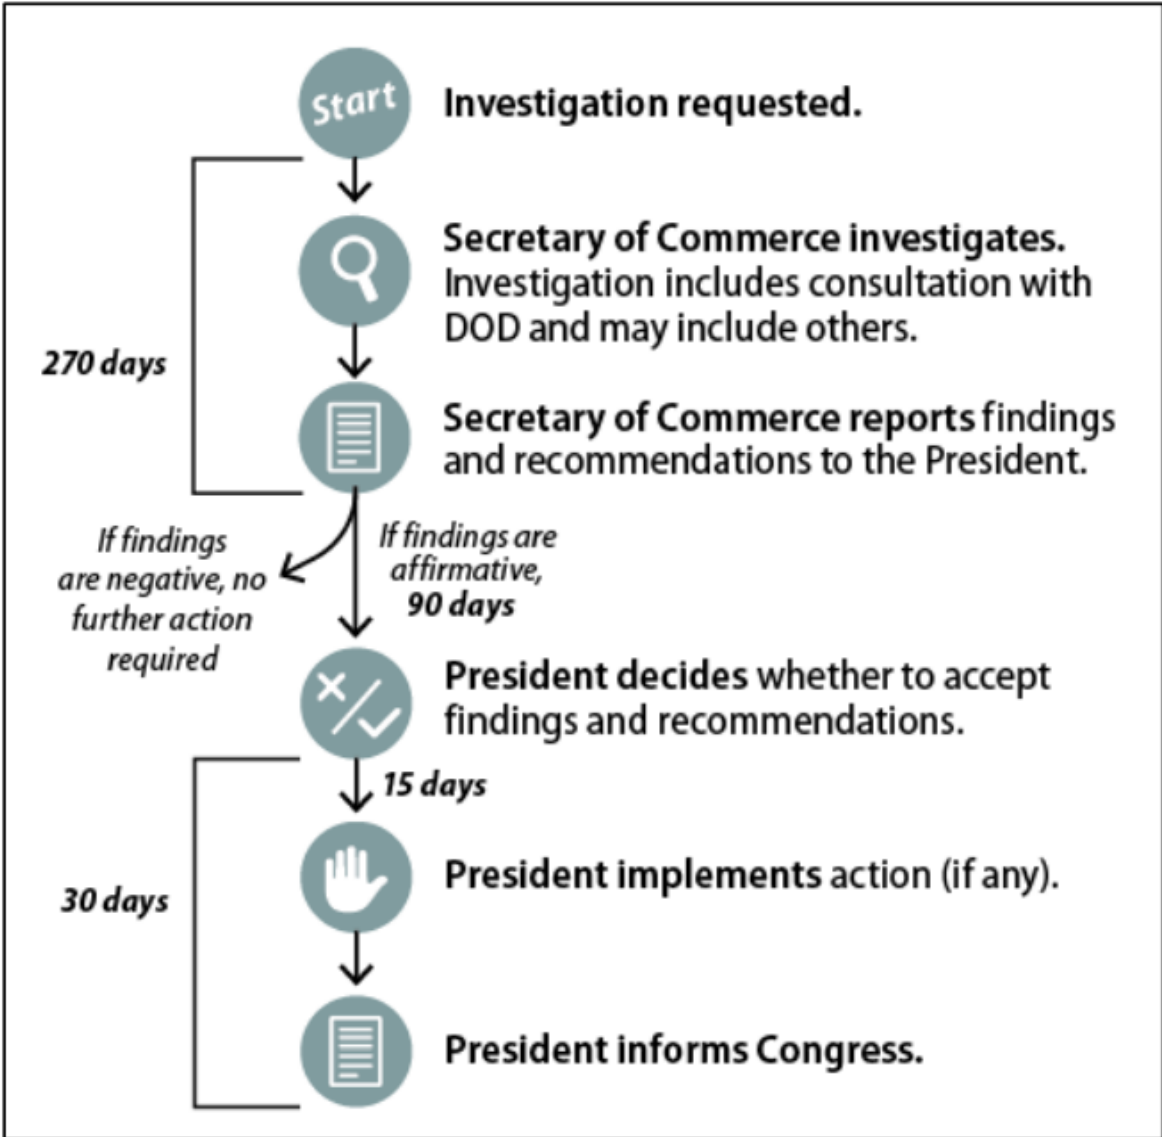 Start
Investigation requested.
Secretary of Commerce investigates.
Investigation includes consultation with
DOD and may include others.
270 days
Secretary of Commerce reports findings
and recommendations to the President.
If findings
are negative, no
further action
required
If findings are
affirmative,
90 days
President decides whether to accept
findings and recommendations.
15 days
President implements action (if any).
30 days
President informs Congress.